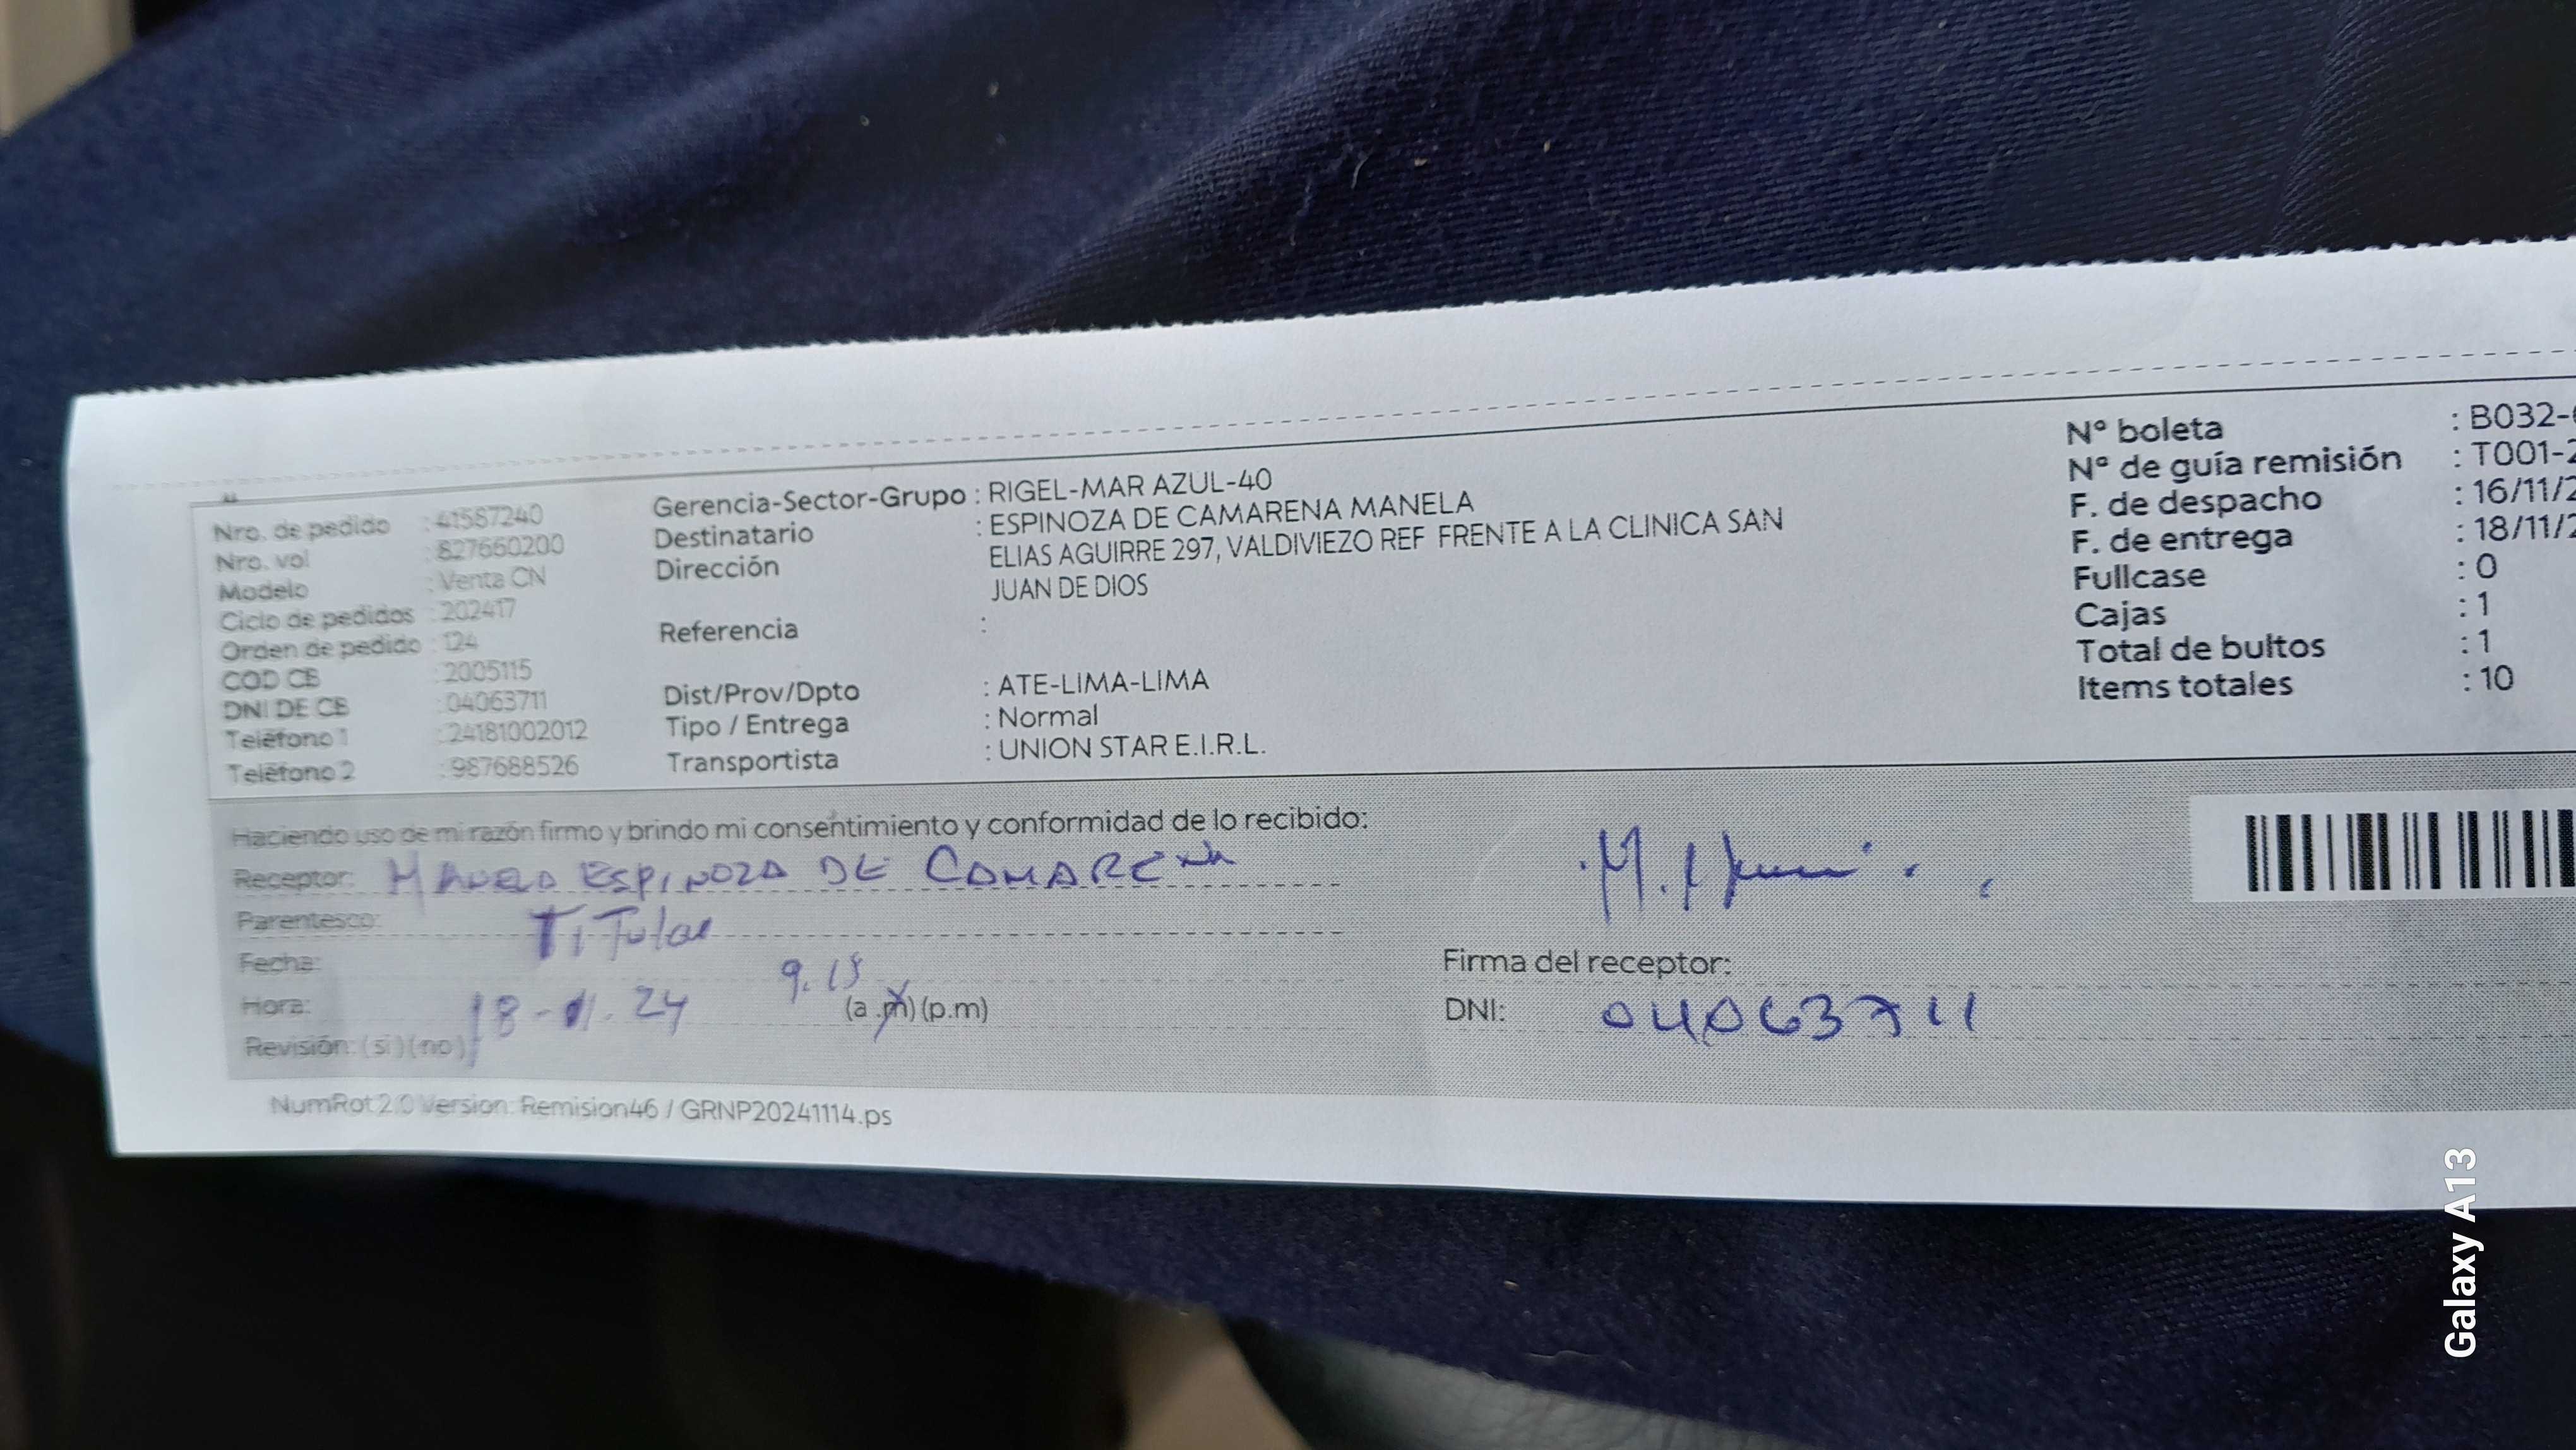 Nro. de pedido : 41587240
Nro. vol : 827660200
Modelo : Venta CN
Ciclo de pedidos : 202417
Orden de pedido : 124
COD CB : 2005115
DNI DE CB : 04063711
Teléfono 1 : 24181002012
Teléfono 2 : 987688526
Gerencia-Sector-Grupo : RIGEL-MAR AZUL-40
Destinatario : ESPINOZA DE CAMARENA MANELA
Dirección ELIAS AGUIRRE 297, VALDIVIEZO REF FRENTE A LA CLINICA SAN
JUAN DE DIOS
Referencia :
Dist/Prov/Dpto : ATE-LIMA-LIMA
Tipo / Entrega : Normal
Transportista : UNION STAR E.I.R.L.
Nº boleta : B032-
Nº de guía remisión : T001-2
F. de despacho : 16/11/2
F. de entrega : 18/11/2
Fullcase : 0
Cajas : 1
Total de bultos : 1
Items totales : 10
Haciendo uso de mi razón firmo y brindo mi consentimiento y conformidad de lo recibido:
Receptor: MANELA ESPINOZA DE CAMARENA
Parentesco: TiTular
Fecha:
Hora: 18-11.24 9.15 (a.m) (p.m)
Revisión: (si) (no)
Firma del receptor:
DNI: 04063711
NumRot 2.0 Version: Remision46 / GRNP20241114.ps
Galaxy A13